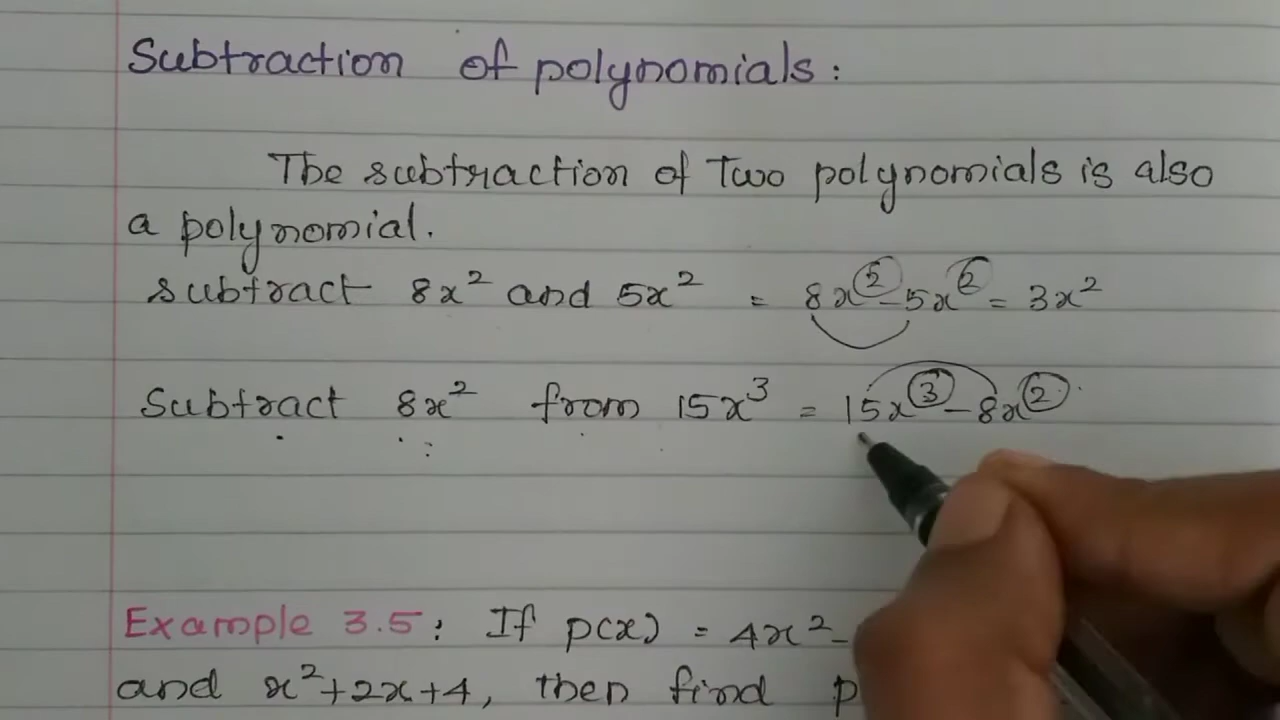 Subtraction of polynomials:
The subtraction of Two polynomials is also
a polynomial.
subtract 8x² and 5x² = 8x² - 5x² = 3x²
Subtract 8x² from 15x³ = 15x³ - 8x²
Example 3.5: If p(x) = 4x² -
and x²+2x+4, then find p